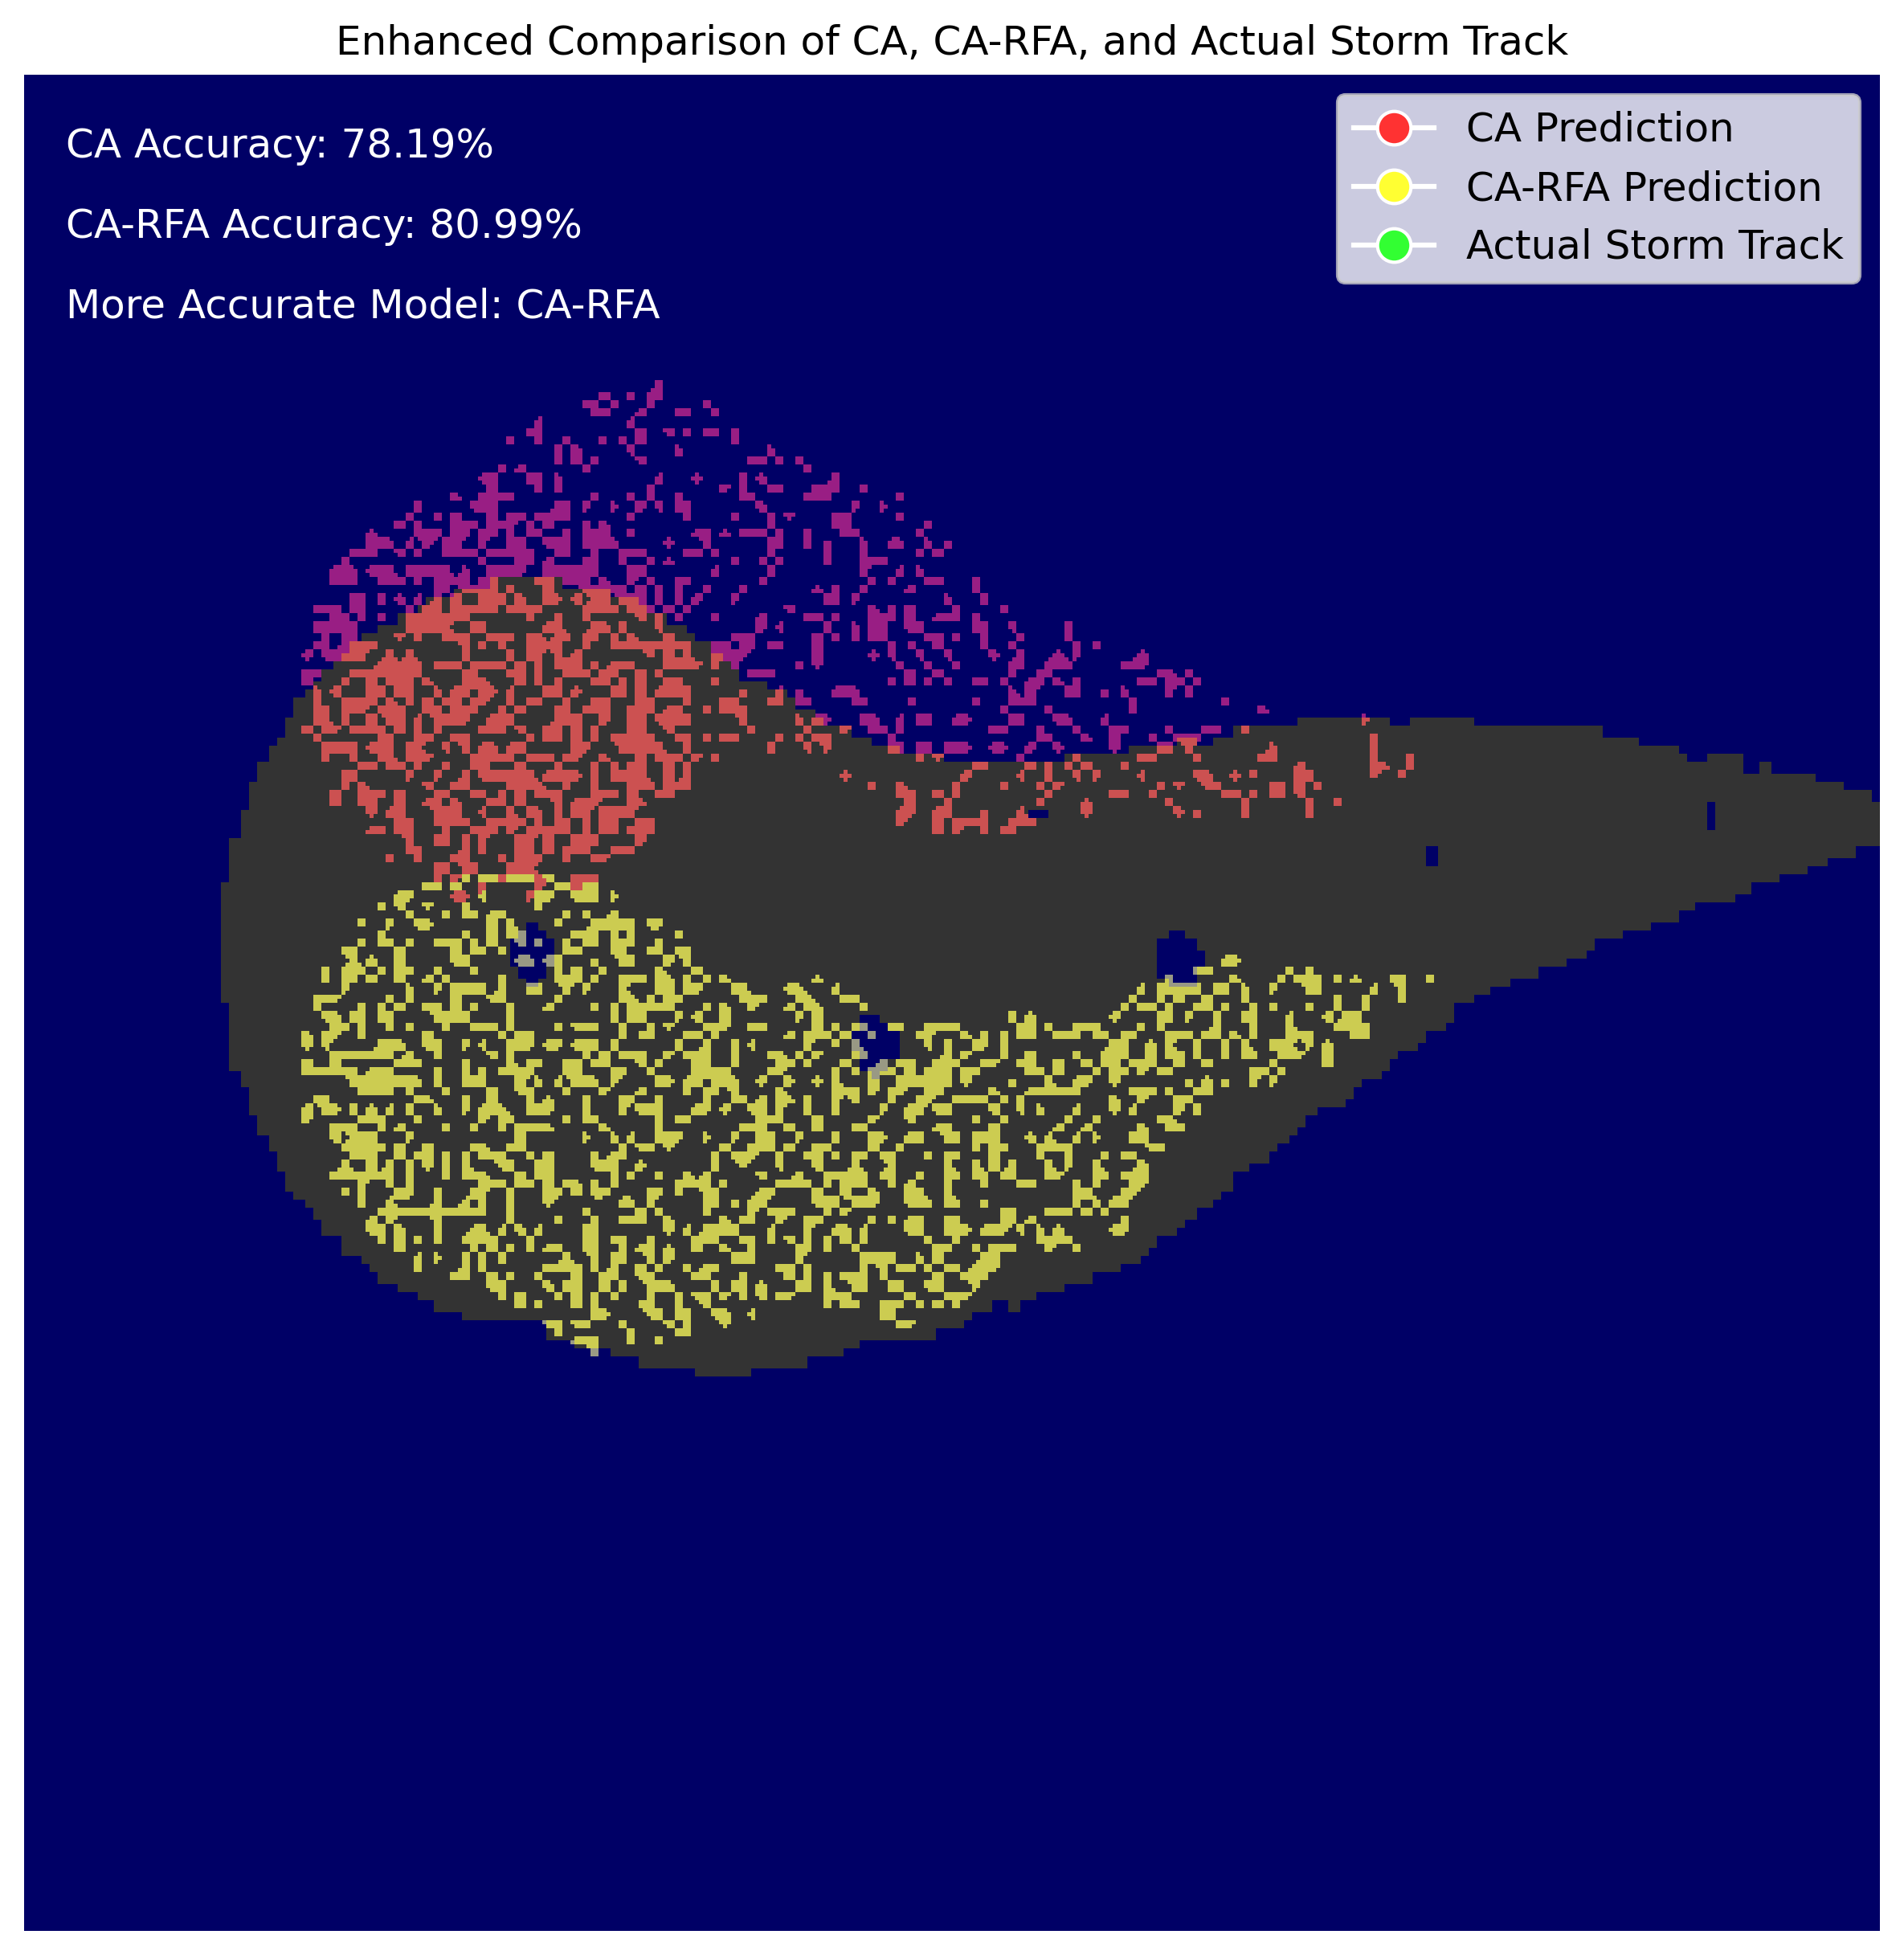 Enhanced Comparison of CA, CA-RFA, and Actual Storm Track
CA Accuracy: 78.19%
CA-RFA Accuracy: 80.99%
More Accurate Model: CA-RFA
CA Prediction
CA-RFA Prediction
Actual Storm Track